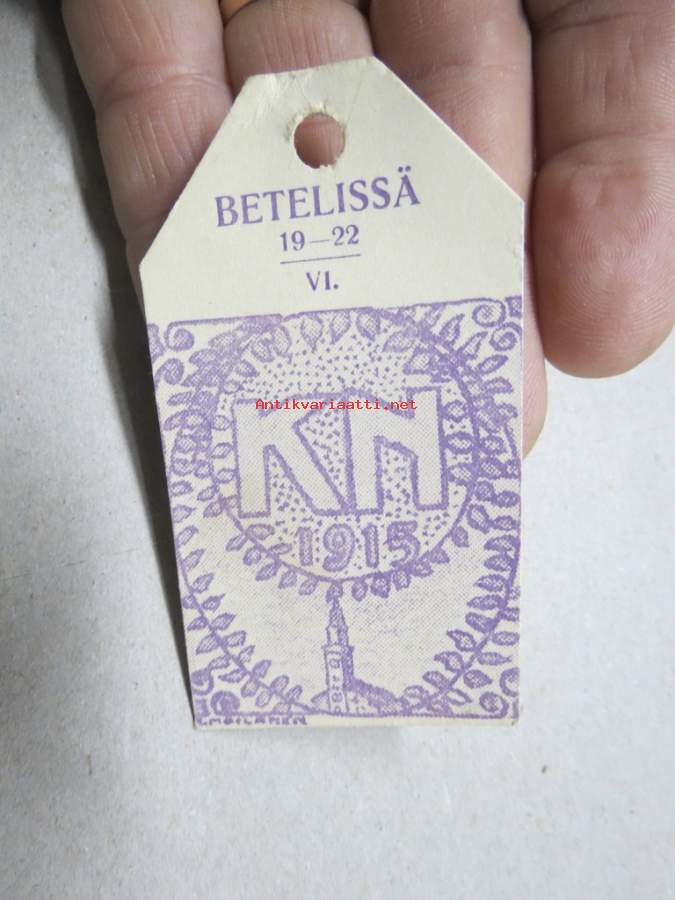 BETELISSÄ
19—22
VI.
Antikvariaatti.net
KN
1915